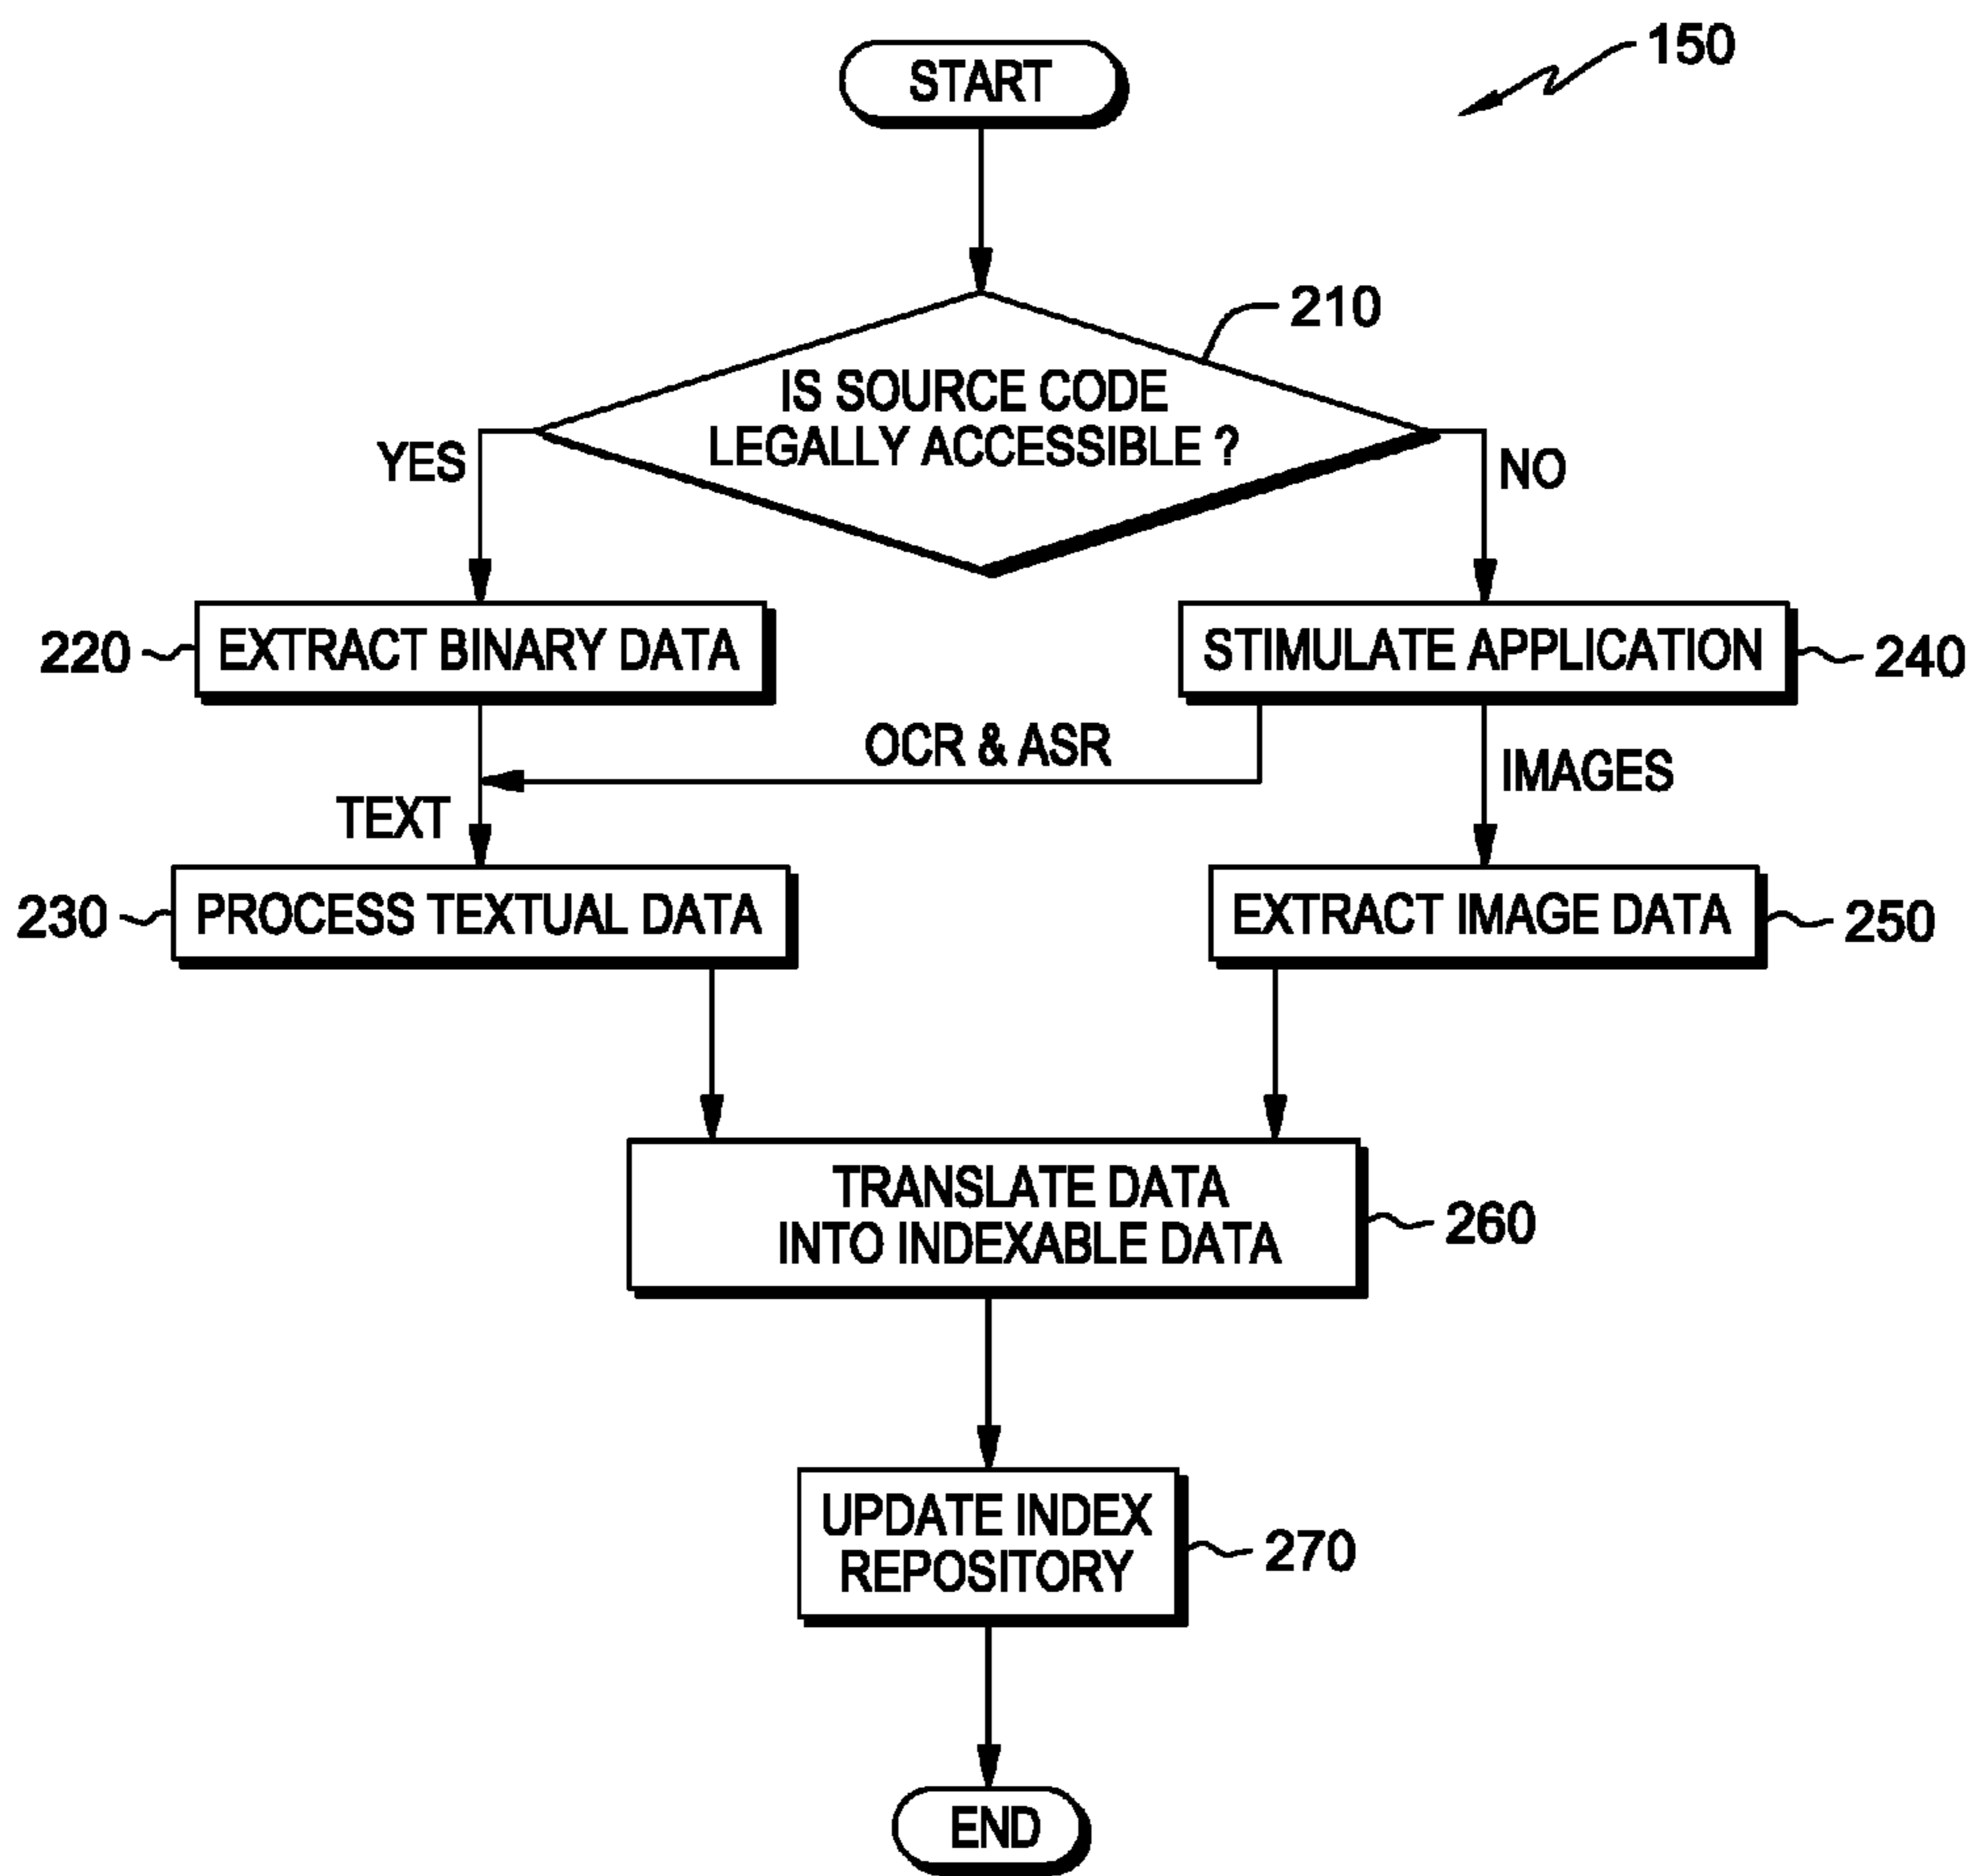 START
150
210
IS SOURCE CODE
LEGALLY ACCESSIBLE ?
YES
NO
220
EXTRACT BINARY DATA
STIMULATE APPLICATION
240
OCR & ASR
IMAGES
TEXT
230
PROCESS TEXTUAL DATA
EXTRACT IMAGE DATA
250
TRANSLATE DATA
INTO INDEXABLE DATA
260
UPDATE INDEX
REPOSITORY
270
END